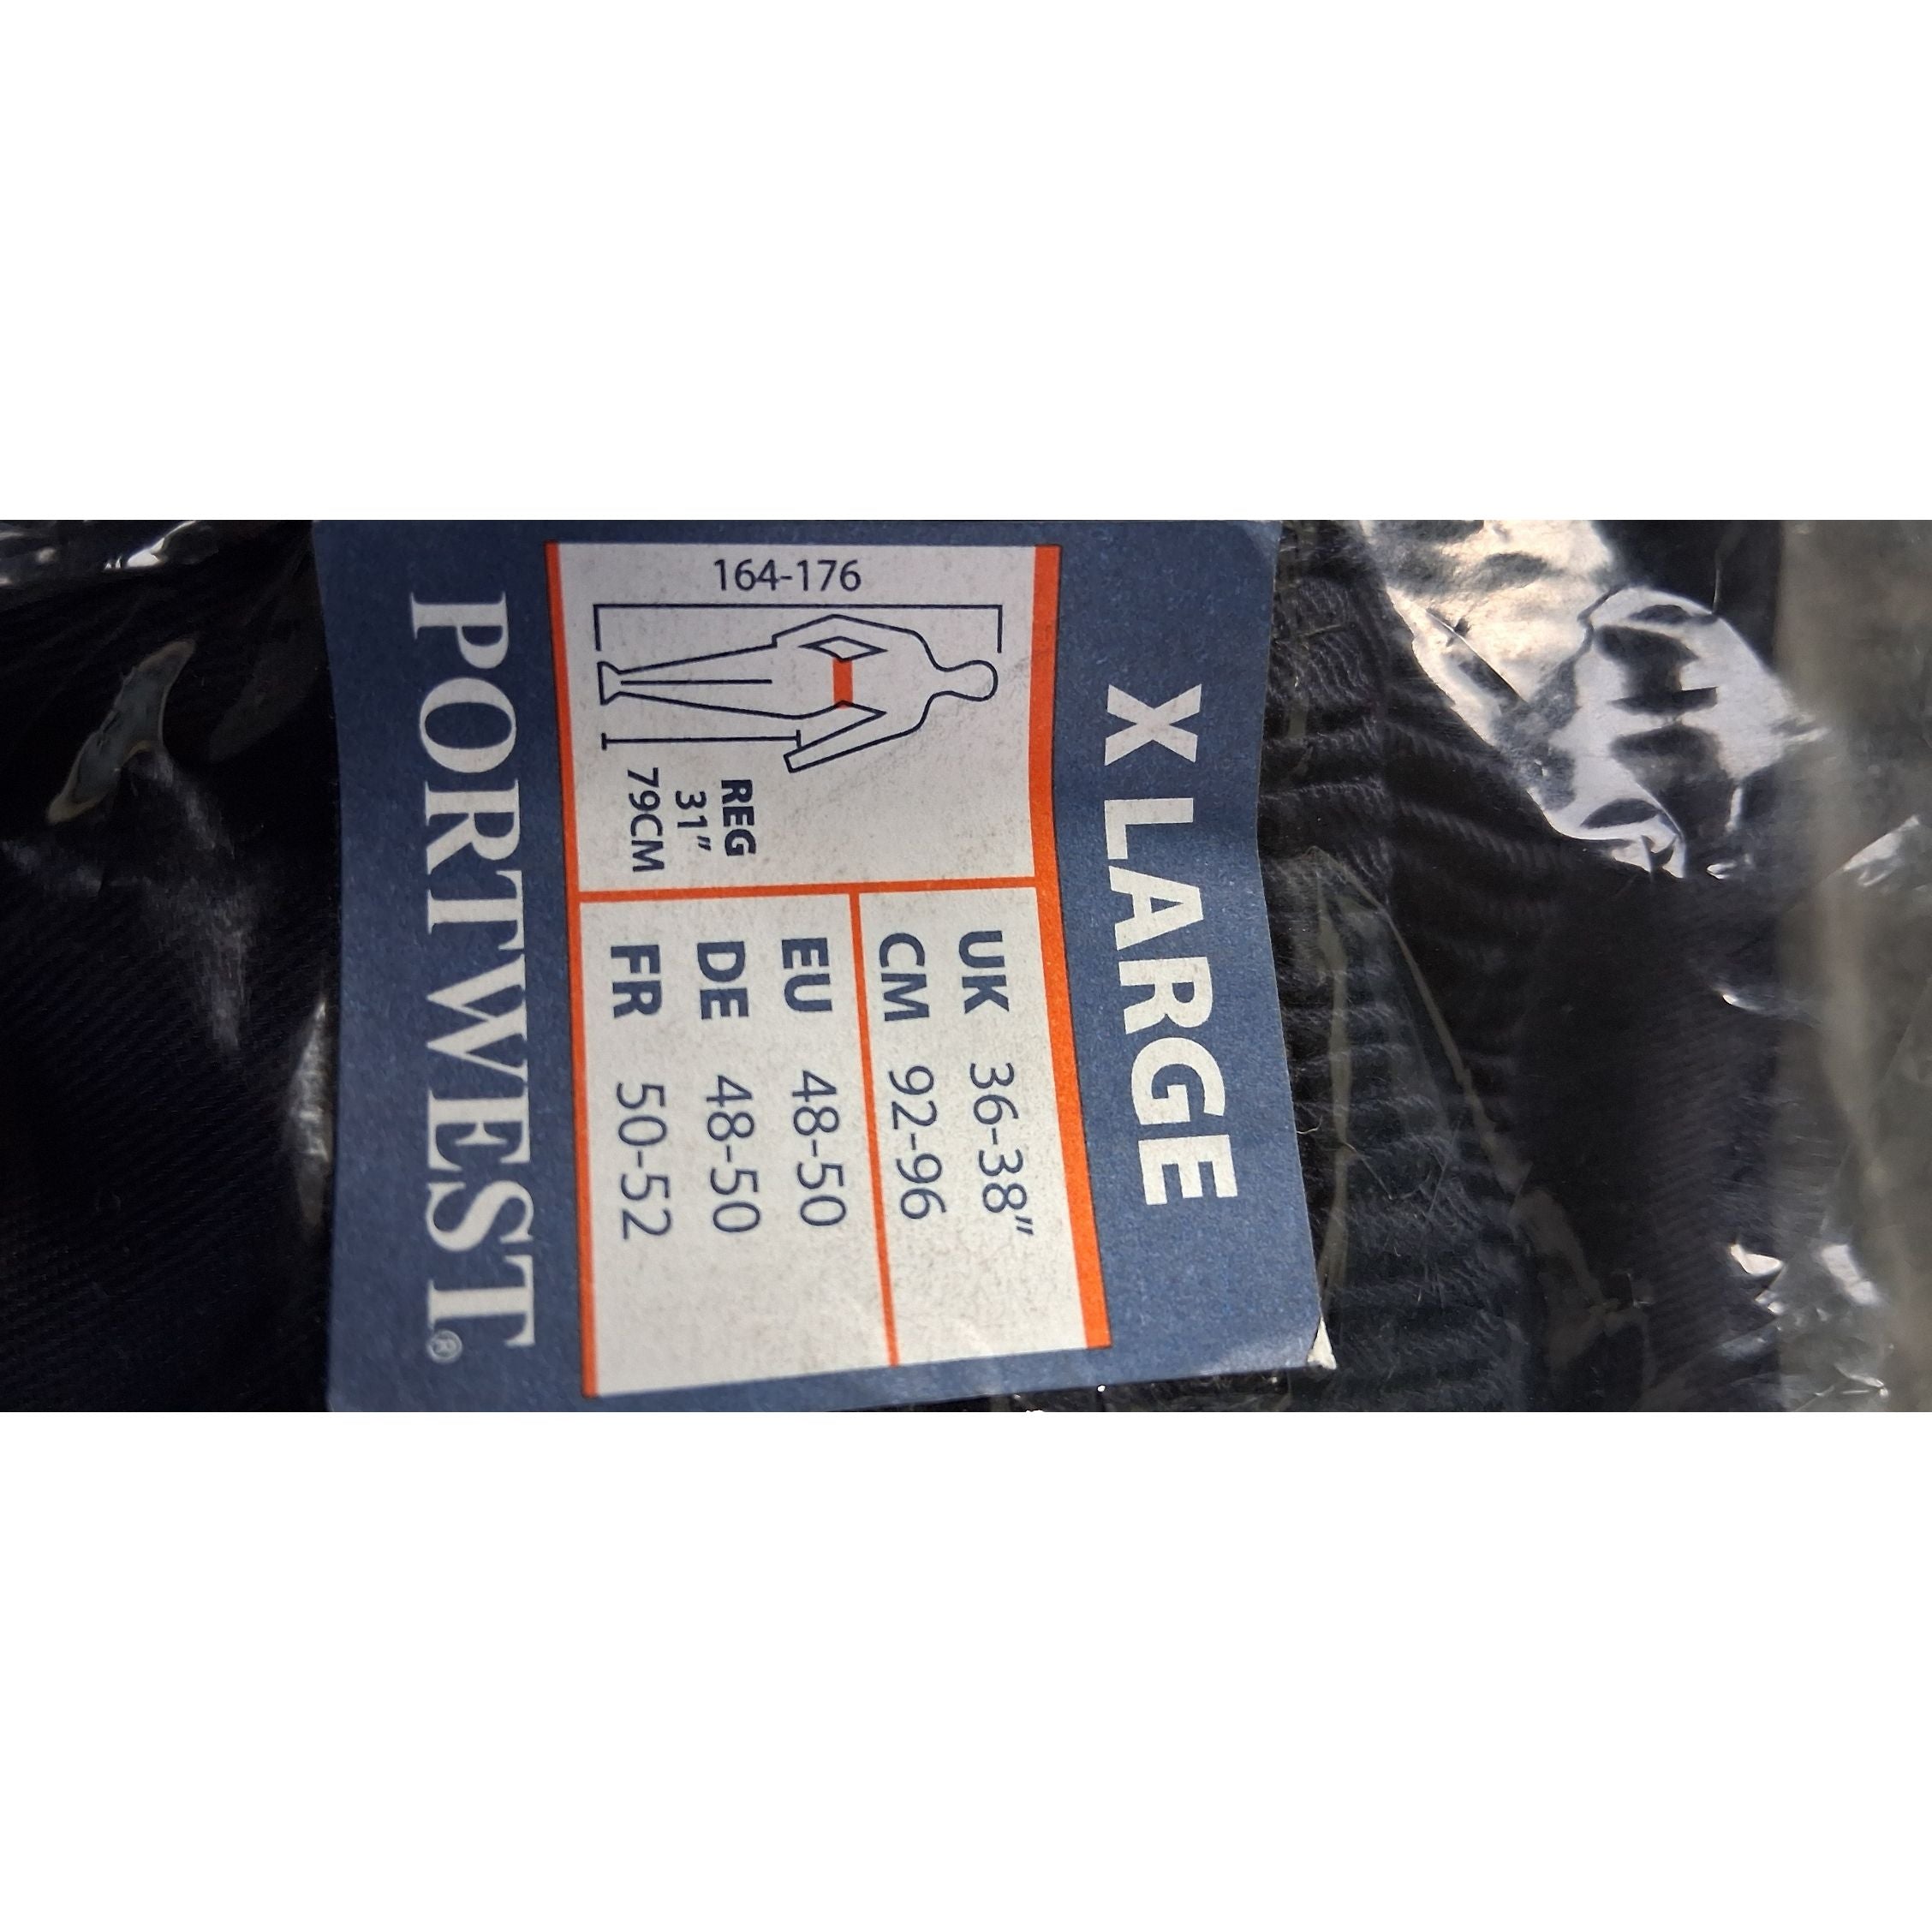 X LARGE
164-176
REG
31"
79CM
UK 36-38"
CM 92-96
EU 48-50
DE 48-50
FR 50-52
PORTWEST®